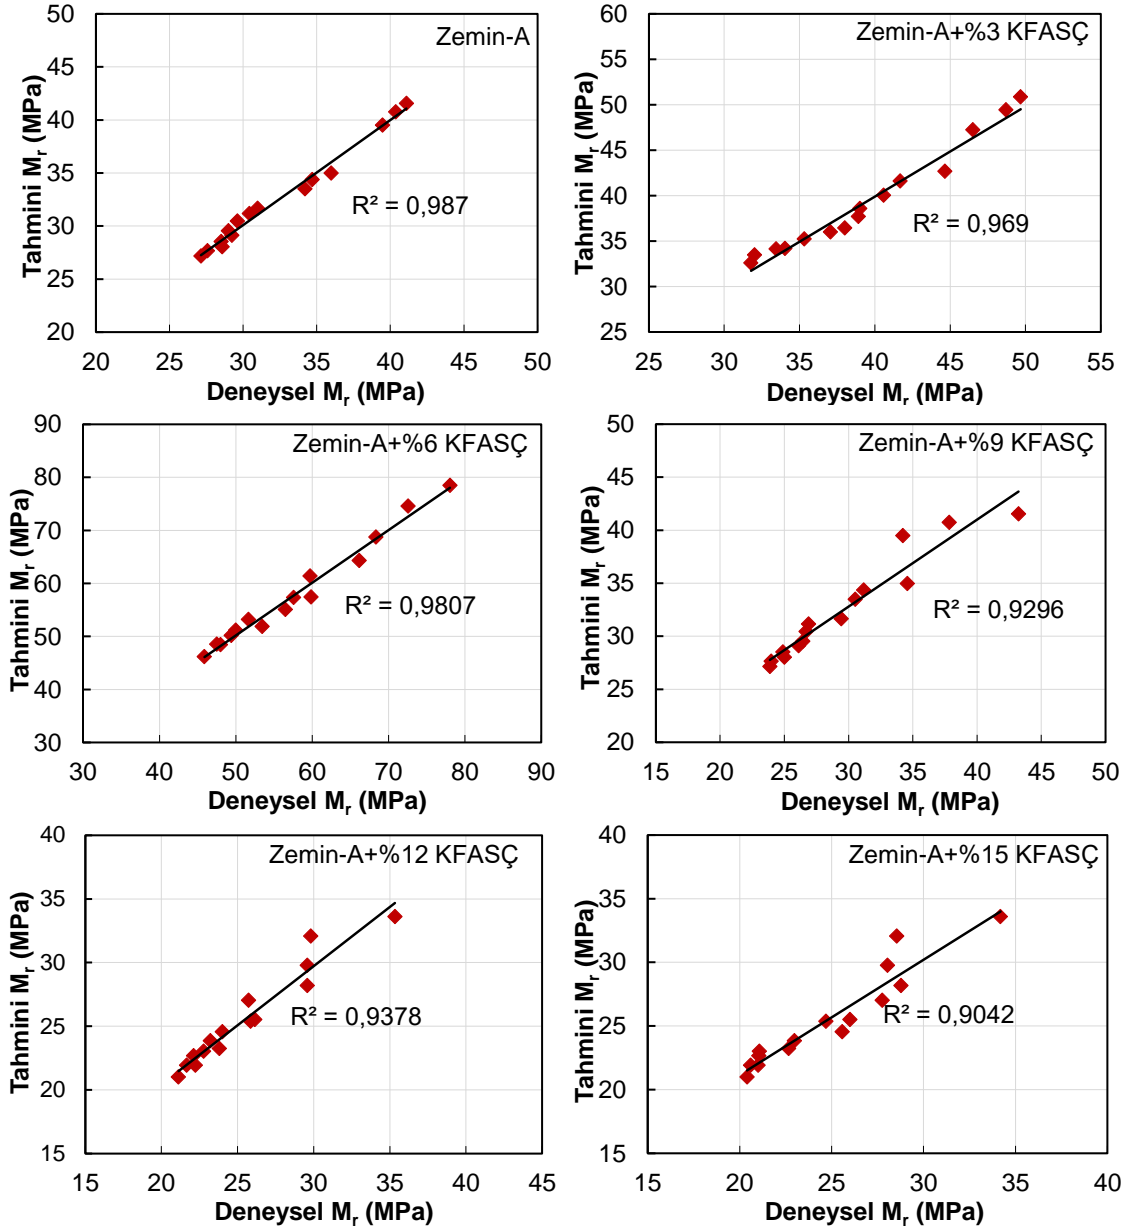 Zemin-A
Tahmini Mr (MPa)
50
45
40
35
30
25
20
R² = 0,987
20 25 30 35 40 45 50
Deneysel Mr (MPa)
Zemin-A+%3 KFASÇ
Tahmini Mr (MPa)
60
55
50
45
40
35
30
25
R² = 0,969
25 30 35 40 45 50 55
Deneysel Mr (MPa)
Zemin-A+%6 KFASÇ
Tahmini Mr (MPa)
90
80
70
60
50
40
30
R² = 0,9807
30 40 50 60 70 80 90
Deneysel Mr (MPa)
Zemin-A+%9 KFASÇ
Tahmini Mr (MPa)
50
45
40
35
30
25
20
R² = 0,9296
15 20 25 30 35 40 45 50
Deneysel Mr (MPa)
Zemin-A+%12 KFASÇ
Tahmini Mr (MPa)
40
35
30
25
20
15
R² = 0,9378
15 20 25 30 35 40 45
Deneysel Mr (MPa)
Zemin-A+%15 KFASÇ
Tahmini Mr (MPa)
40
35
30
25
20
15
R² = 0,9042
15 20 25 30 35 40
Deneysel Mr (MPa)